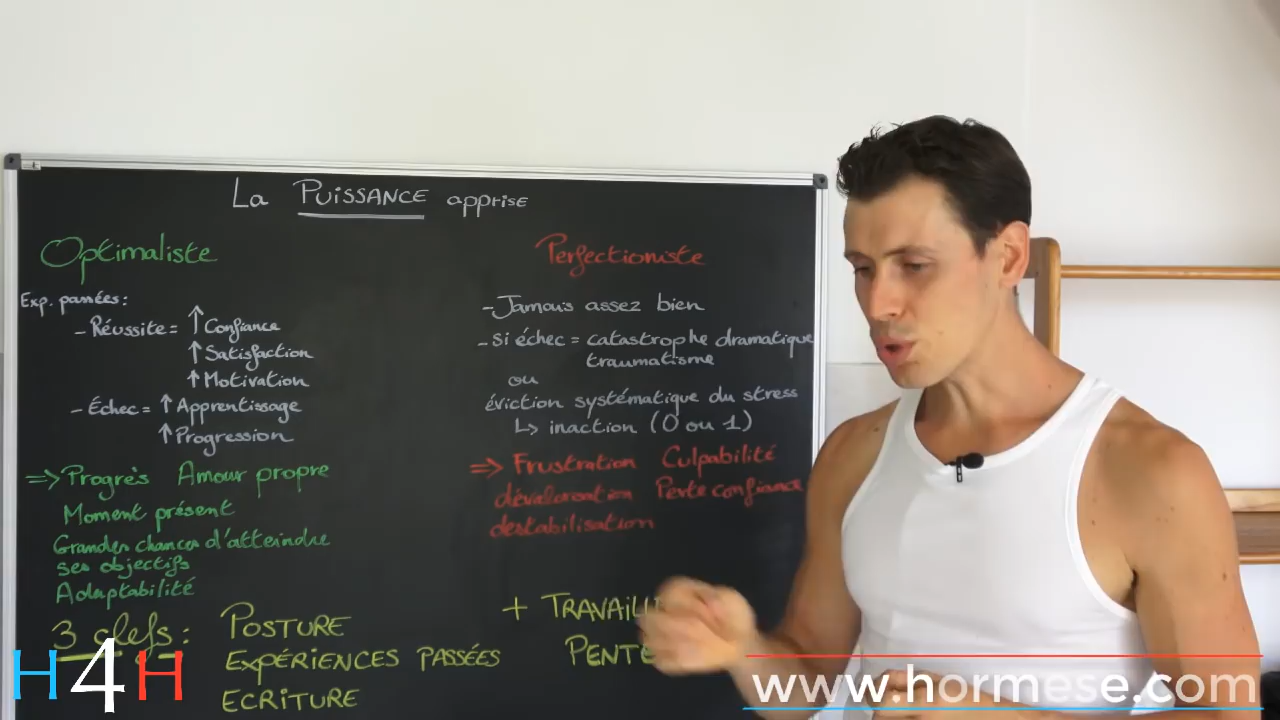 La PUISSANCE apprise
Optimaliste
Exp. passées:
- Réussite = ↑ Confiance
↑ Satisfaction
↑ Motivation
- Échec = ↑ Apprentissage
↑ Progression
=> Progrès Amour propre
Moment présent
Grandes chances d'atteindre
ses objectifs
Adaptabilité
Perfectioniste
- Jamais assez bien
- Si échec = catastrophe dramatique
traumatisme
ou
éviction systématique du stress
↳ inaction (0 ou 1)
=> Frustration Culpabilité
dévalorisation Perte confiance
destabilisation
3 clefs: POSTURE
EXPÉRIENCES PASSÉES
ECRITURE
+ TRAVAILLE
PENTE
H4H
www.hormese.com